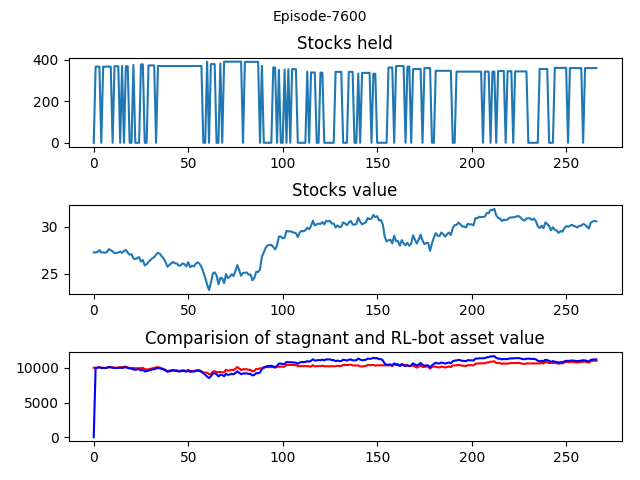 Episode-7600
Stocks held
400
200
0
0 50 100 150 200 250
Stocks value
30
25
0 50 100 150 200 250
Comparision of stagnant and RL-bot asset value
10000
5000
0
0 50 100 150 200 250